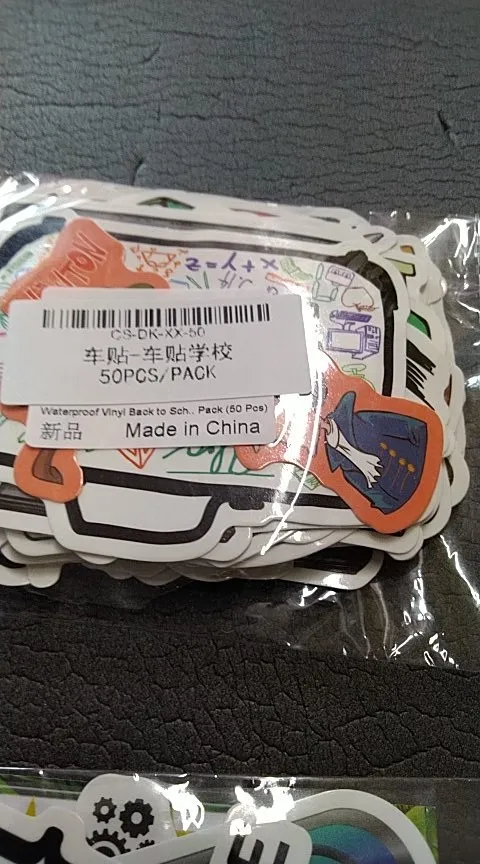 NEWTON
x+y=z
CS-DK-XX-50
车贴-车贴学校
50PCS/PACK
Waterproof Vinyl Back to Sch.. Pack (50 Pcs)
新品
Made in China